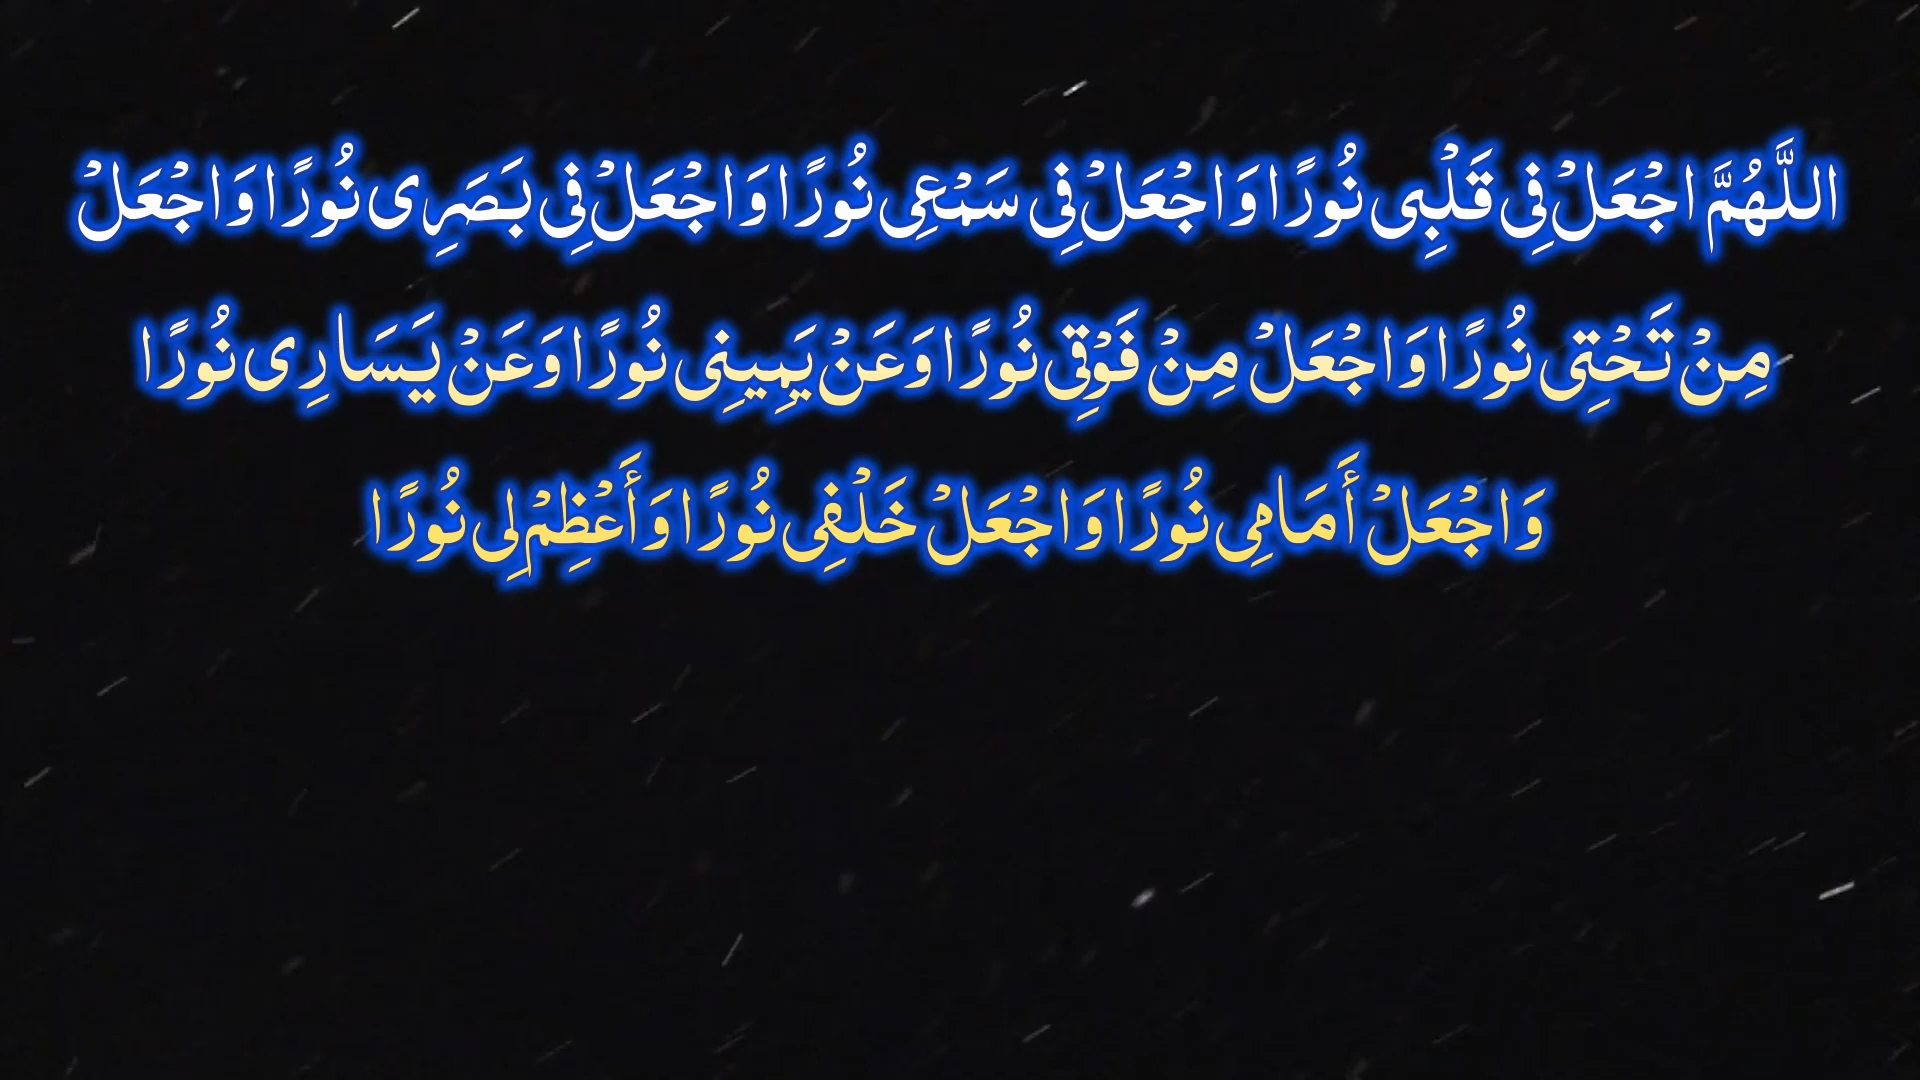 اللَّهُمَّ اجْعَلْ فِي قَلْبِي نُورًا وَاجْعَلْ فِي سَمْعِي نُورًا وَاجْعَلْ فِي بَصَرِي نُورًا وَاجْعَلْ
مِنْ تَحْتِي نُورًا وَاجْعَلْ مِنْ فَوْقِي نُورًا وَعَنْ يَمِينِي نُورًا وَعَنْ يَسَارِي نُورًا
وَاجْعَلْ أَمَامِي نُورًا وَاجْعَلْ خَلْفِي نُورًا وَأَعْظِمْ لِي نُورًا